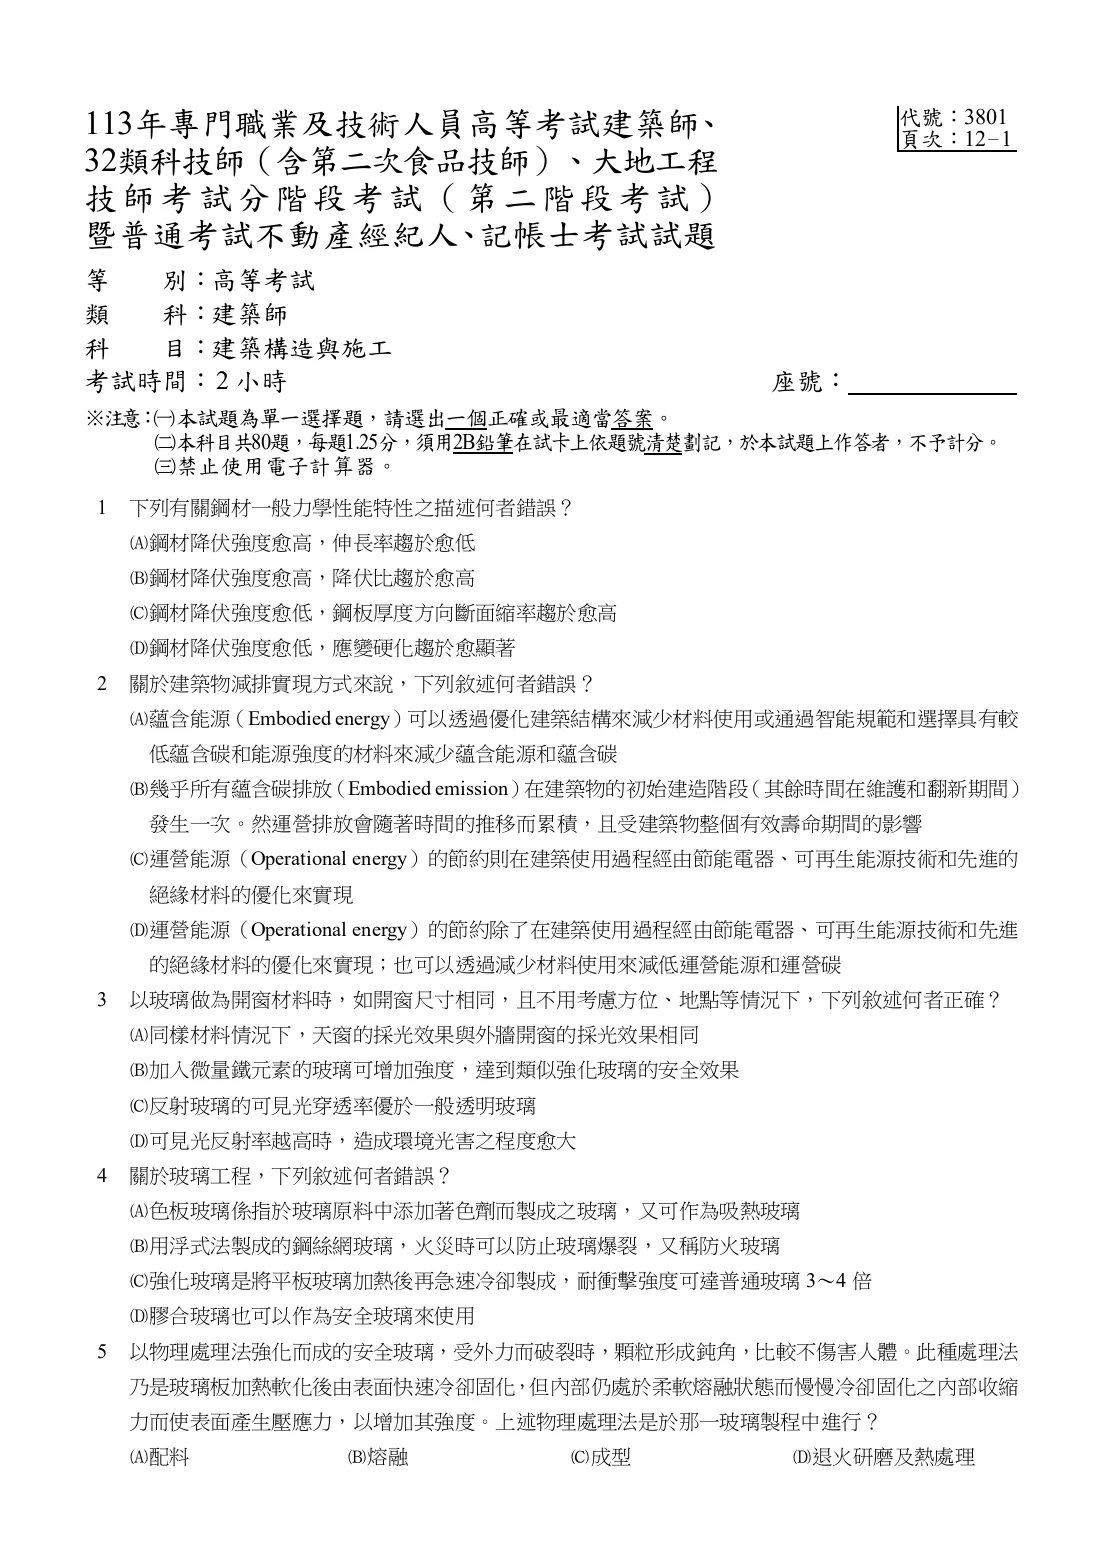 113年專門職業及技術人員高等考試建築師、
32類科技師（含第二次食品技師）、大地工程
技師考試分階段考試（第二階段考試）
暨普通考試不動產經紀人、記帳士考試試題
代號：3801
頁次：12-1
等 別：高等考試
類 科：建築師
科 目：建築構造與施工
考試時間：2 小時
座號：
※注意：㈠本試題為單一選擇題，請選出一個正確或最適當答案。
㈡本科目共80題，每題1.25分，須用2B鉛筆在試卡上依題號清楚劃記，於本試題上作答者，不予計分。
㈢禁止使用電子計算器。
1 下列有關鋼材一般力學性能特性之描述何者錯誤？
(A)鋼材降伏強度愈高，伸長率趨於愈低
(B)鋼材降伏強度愈高，降伏比趨於愈高
(C)鋼材降伏強度愈低，鋼板厚度方向斷面縮率趨於愈高
(D)鋼材降伏強度愈低，應變硬化趨於愈顯著
2 關於建築物減排實現方式來說，下列敘述何者錯誤？
(A)蘊含能源（Embodied energy）可以透過優化建築結構來減少材料使用或通過智能規範和選擇具有較
低蘊含碳和能源強度的材料來減少蘊含能源和蘊含碳
(B)幾乎所有蘊含碳排放（Embodied emission）在建築物的初始建造階段（其餘時間在維護和翻新期間）
發生一次。然運營排放會隨著時間的推移而累積，且受建築物整個有效壽命期間的影響
(C)運營能源（Operational energy）的節約則在建築使用過程經由節能電器、可再生能源技術和先進的
絕緣材料的優化來實現
(D)運營能源（Operational energy）的節約除了在建築使用過程經由節能電器、可再生能源技術和先進
的絕緣材料的優化來實現；也可以透過減少材料使用來減低運營能源和運營碳
3 以玻璃做為開窗材料時，如開窗尺寸相同，且不用考慮方位、地點等情況下，下列敘述何者正確？
(A)同樣材料情況下，天窗的採光效果與外牆開窗的採光效果相同
(B)加入微量鐵元素的玻璃可增加強度，達到類似強化玻璃的安全效果
(C)反射玻璃的可見光穿透率優於一般透明玻璃
(D)可見光反射率越高時，造成環境光害之程度愈大
4 關於玻璃工程，下列敘述何者錯誤？
(A)色板玻璃係指於玻璃原料中添加著色劑而製成之玻璃，又可作為吸熱玻璃
(B)用浮式法製成的鋼絲網玻璃，火災時可以防止玻璃爆裂，又稱防火玻璃
(C)強化玻璃是將平板玻璃加熱後再急速冷卻製成，耐衝擊強度可達普通玻璃 3～4 倍
(D)膠合玻璃也可以作為安全玻璃來使用
5 以物理處理法強化而成的安全玻璃，受外力而破裂時，顆粒形成鈍角，比較不傷害人體。此種處理法
乃是玻璃板加熱軟化後由表面快速冷卻固化，但內部仍處於柔軟熔融狀態而慢慢冷卻固化之內部收縮
力而使表面產生壓應力，以增加其強度。上述物理處理法是於那一玻璃製程中進行？
(A)配料 (B)熔融 (C)成型 (D)退火研磨及熱處理